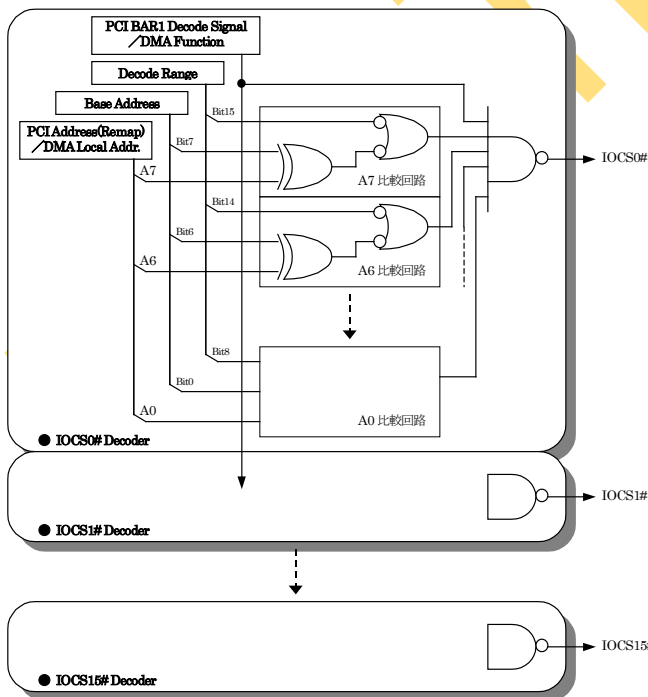 PCI BAR1 Decode Signal
／DMA Function
Decode Range
Base Address
PCI Address(Remap)
／DMA Local Addr.
Bit15
Bit7
A7
A7 比較回路
IOCS0#
Bit14
Bit6
A6
A6 比較回路
Bit8
Bit0
A0
A0 比較回路
● IOCS0# Decoder
IOCS1#
● IOCS1# Decoder
IOCS15#
● IOCS15# Decoder